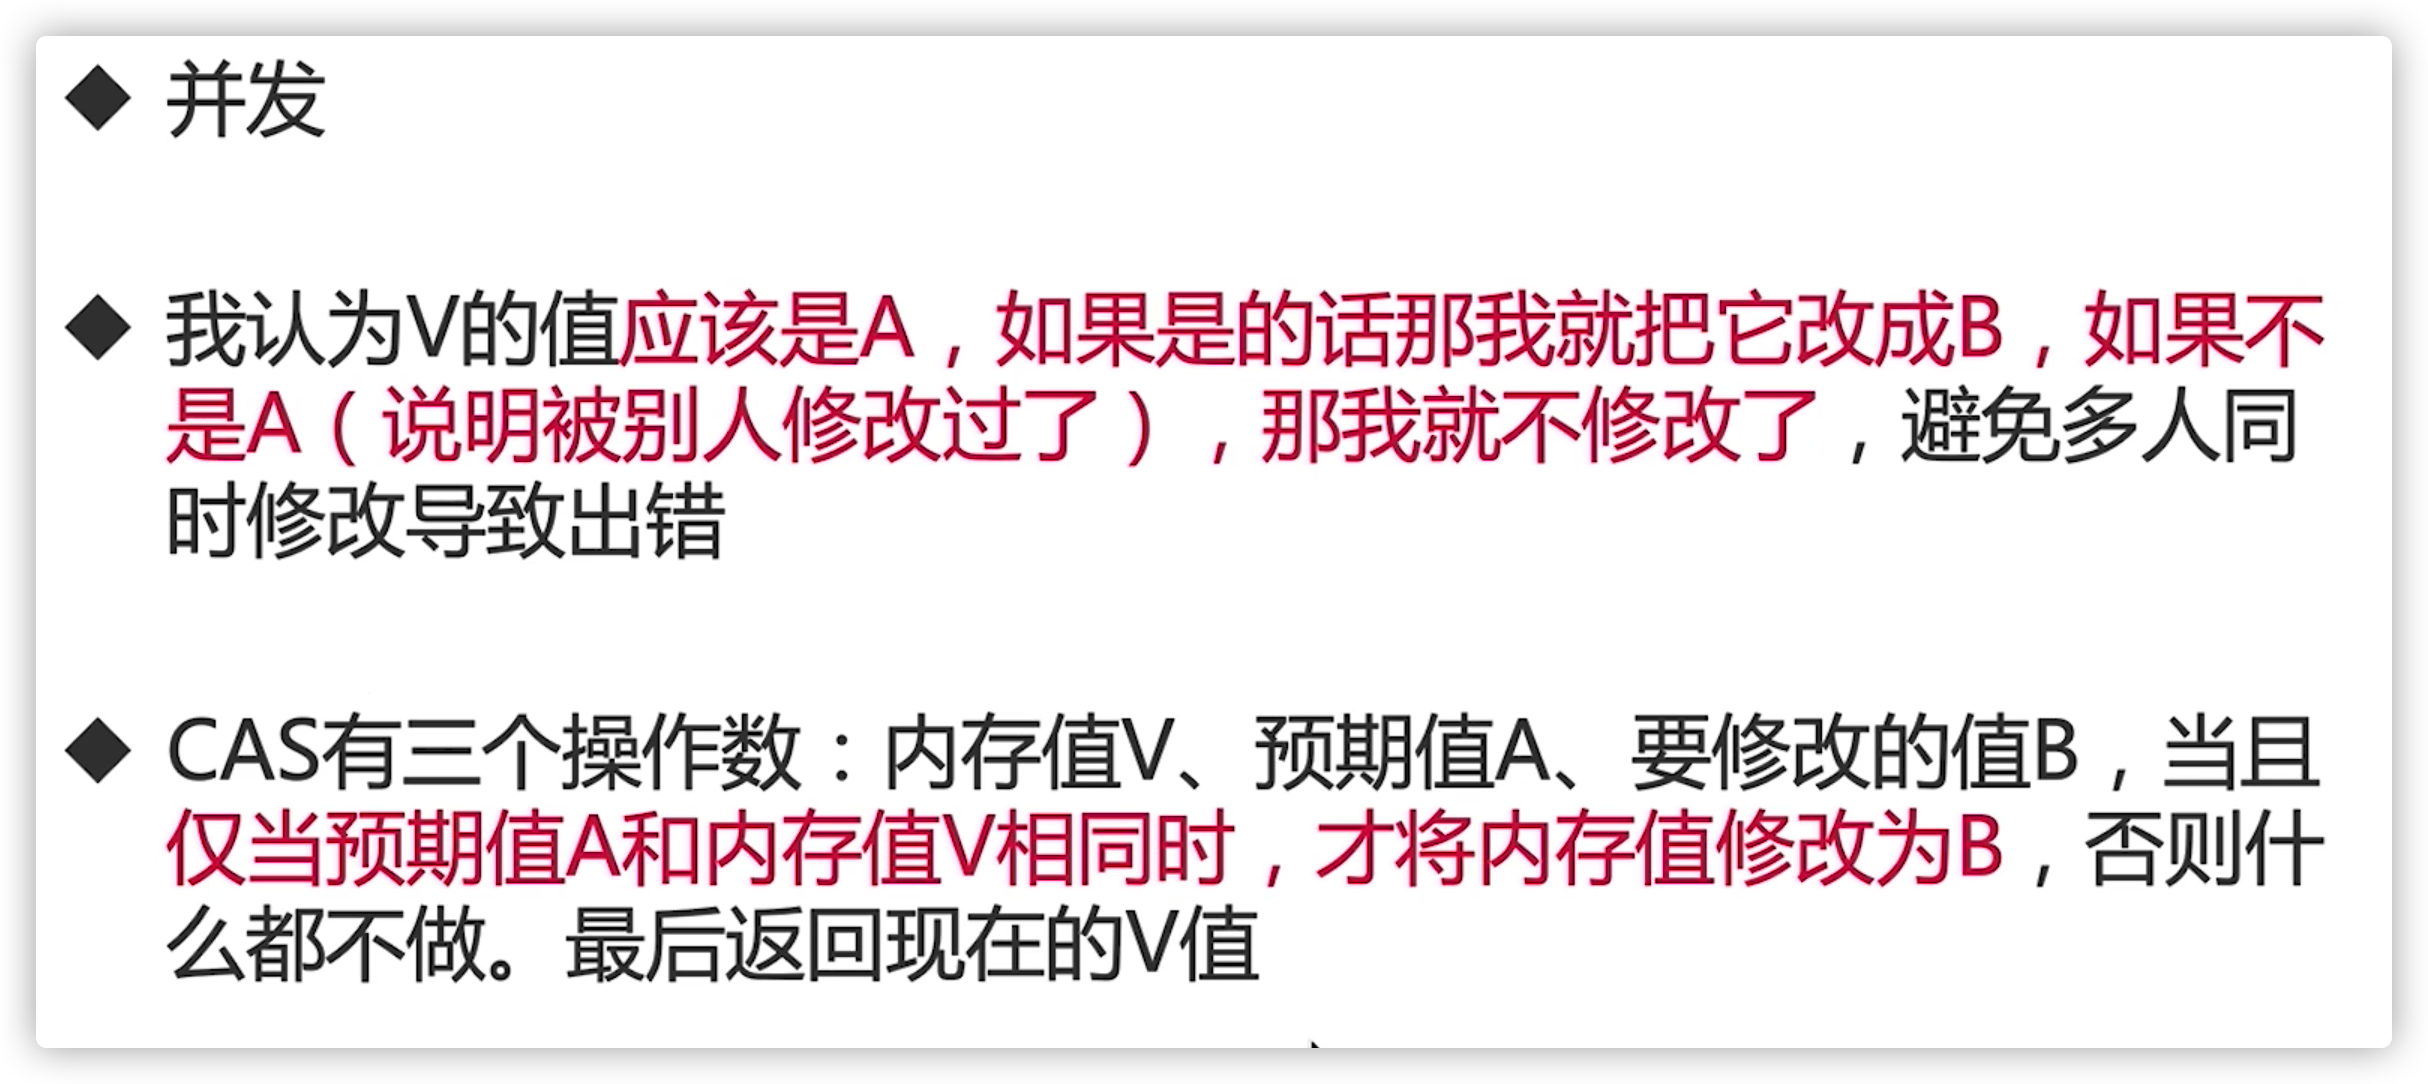 ◆ 并发
◆ 我认为V的值应该是A，如果是的话那我就把它改成B，如果不
是A（说明被别人修改过了），那我就不修改了，避免多人同
时修改导致出错
◆ CAS有三个操作数：内存值V、预期值A、要修改的值B，当且
仅当预期值A和内存值V相同时，才将内存值修改为B，否则什
么都不做。最后返回现在的V值